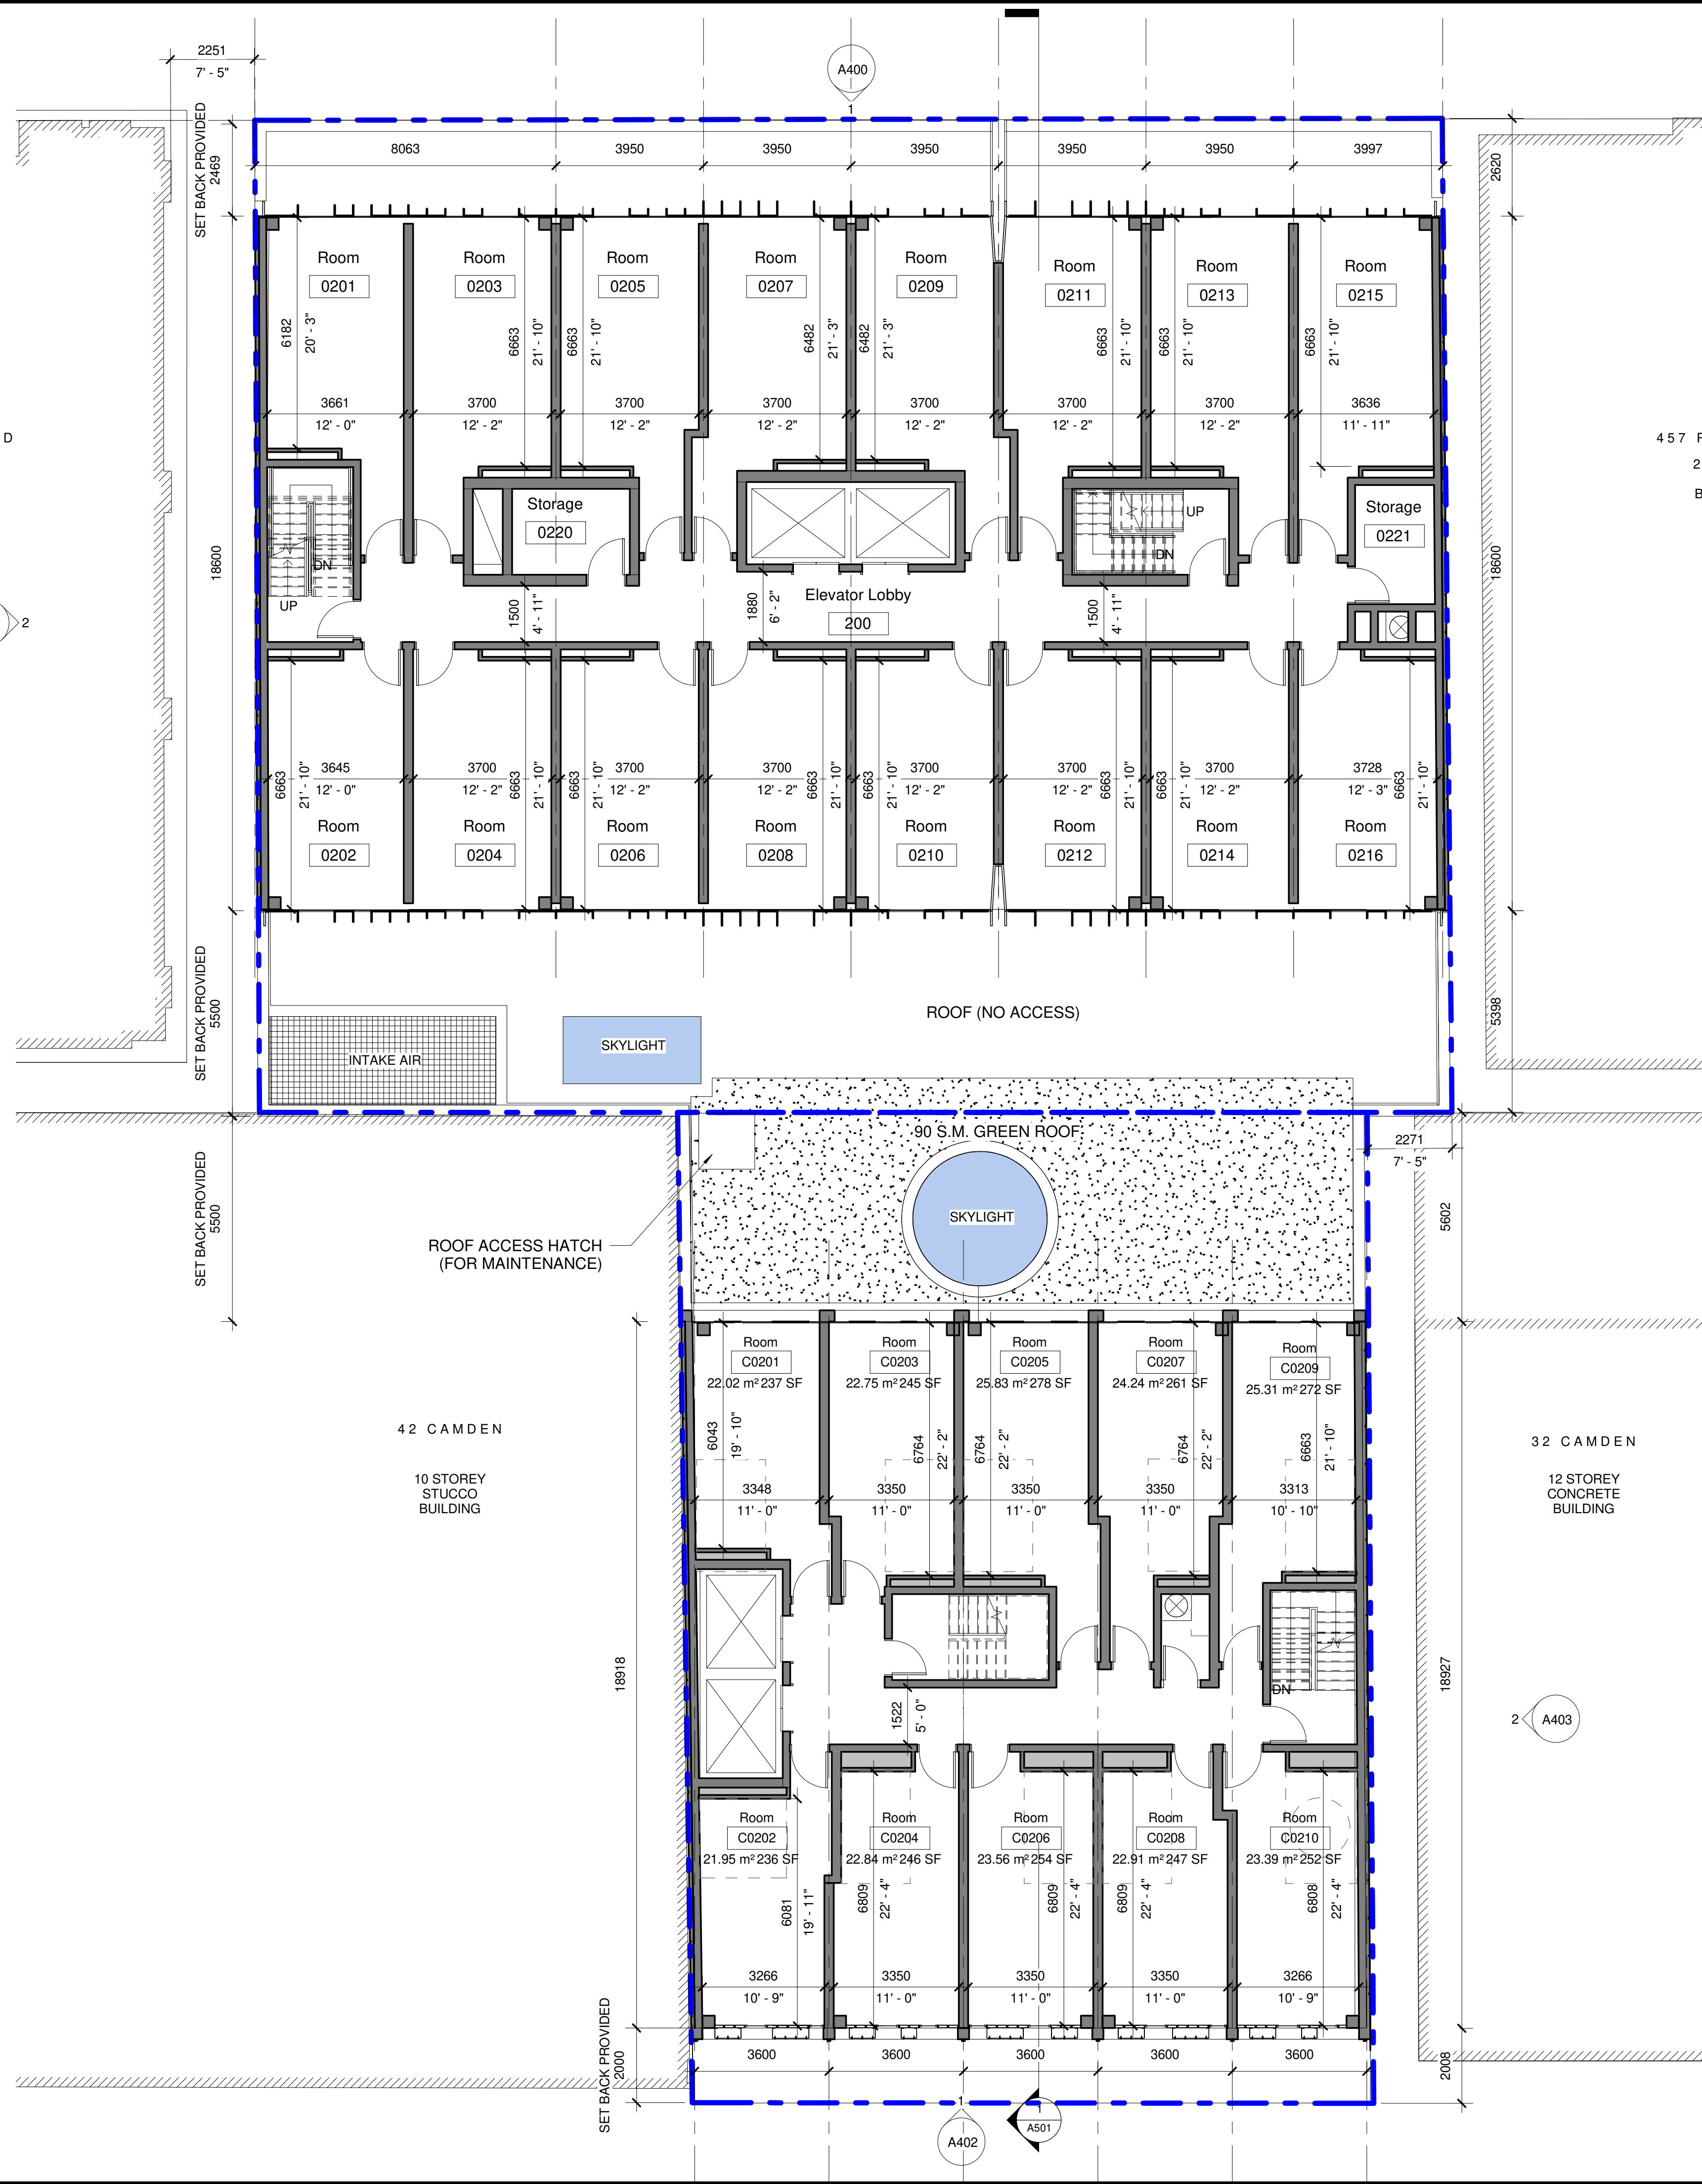 2251
7' - 5"
A400
1
SET BACK PROVIDED
2469
8063
3950
3950
3950
3950
3950
3997
2620
Room
0201
Room
0203
Room
0205
Room
0207
Room
0209
Room
0211
Room
0213
Room
0215
6182
20' - 3"
6663
21' - 10"
6663
21' - 10"
6482
21' - 3"
6482
21' - 3"
6663
21' - 10"
6663
21' - 10"
6663
21' - 10"
3661
12' - 0"
3700
12' - 2"
3700
12' - 2"
3700
12' - 2"
3700
12' - 2"
3700
12' - 2"
3700
12' - 2"
3636
11' - 11"
D
457
2
18600
Storage
0220
UP
DN
Storage
0221
18600
DN
UP
2
1500
4' - 11"
1880
6' - 2"
Elevator Lobby
200
1500
4' - 11"
6663
21' - 10"
3645
12' - 0"
3700
12' - 2"
6663
21' - 10"
6663
21' - 10"
3700
12' - 2"
3700
12' - 2"
6663
21' - 10"
6663
21' - 10"
3700
12' - 2"
3700
12' - 2"
6663
21' - 10"
6663
21' - 10"
3700
12' - 2"
3728
12' - 3"
6663
21' - 10"
Room
0202
Room
0204
Room
0206
Room
0208
Room
0210
Room
0212
Room
0214
Room
0216
SET BACK PROVIDED
5500
ROOF (NO ACCESS)
5398
INTAKE AIR
SKYLIGHT
90 S.M. GREEN ROOF
2271
7' - 5"
SET BACK PROVIDED
5500
SKYLIGHT
5602
ROOF ACCESS HATCH
(FOR MAINTENANCE)
Room
C0201
22.02 m² 237 SF
Room
C0203
22.75 m² 245 SF
Room
C0205
25.83 m² 278 SF
Room
C0207
24.24 m² 261 SF
Room
C0209
25.31 m² 272 SF
42 CAMDEN
10 STOREY
STUCCO
BUILDING
6043
19' - 10"
6764
22' - 2"
6764
22' - 2"
6764
22' - 2"
6663
21' - 10"
32 CAMDEN
12 STOREY
CONCRETE
BUILDING
3348
11' - 0"
3350
11' - 0"
3350
11' - 0"
3350
11' - 0"
3313
10' - 10"
18918
1522
5' - 0"
DN
18927
2
A403
Room
C0202
21.95 m² 236 SF
Room
C0204
22.84 m² 246 SF
Room
C0206
23.56 m² 254 SF
Room
C0208
22.91 m² 247 SF
Room
C0210
23.39 m² 252 SF
6081
19' - 11"
6809
22' - 4"
6809
22' - 4"
6809
22' - 4"
6808
22' - 4"
3266
10' - 9"
3350
11' - 0"
3350
11' - 0"
3350
11' - 0"
3266
10' - 9"
SET BACK PROVIDED
2000
3600
3600
3600
3600
3600
2008
1
A402
1
A501